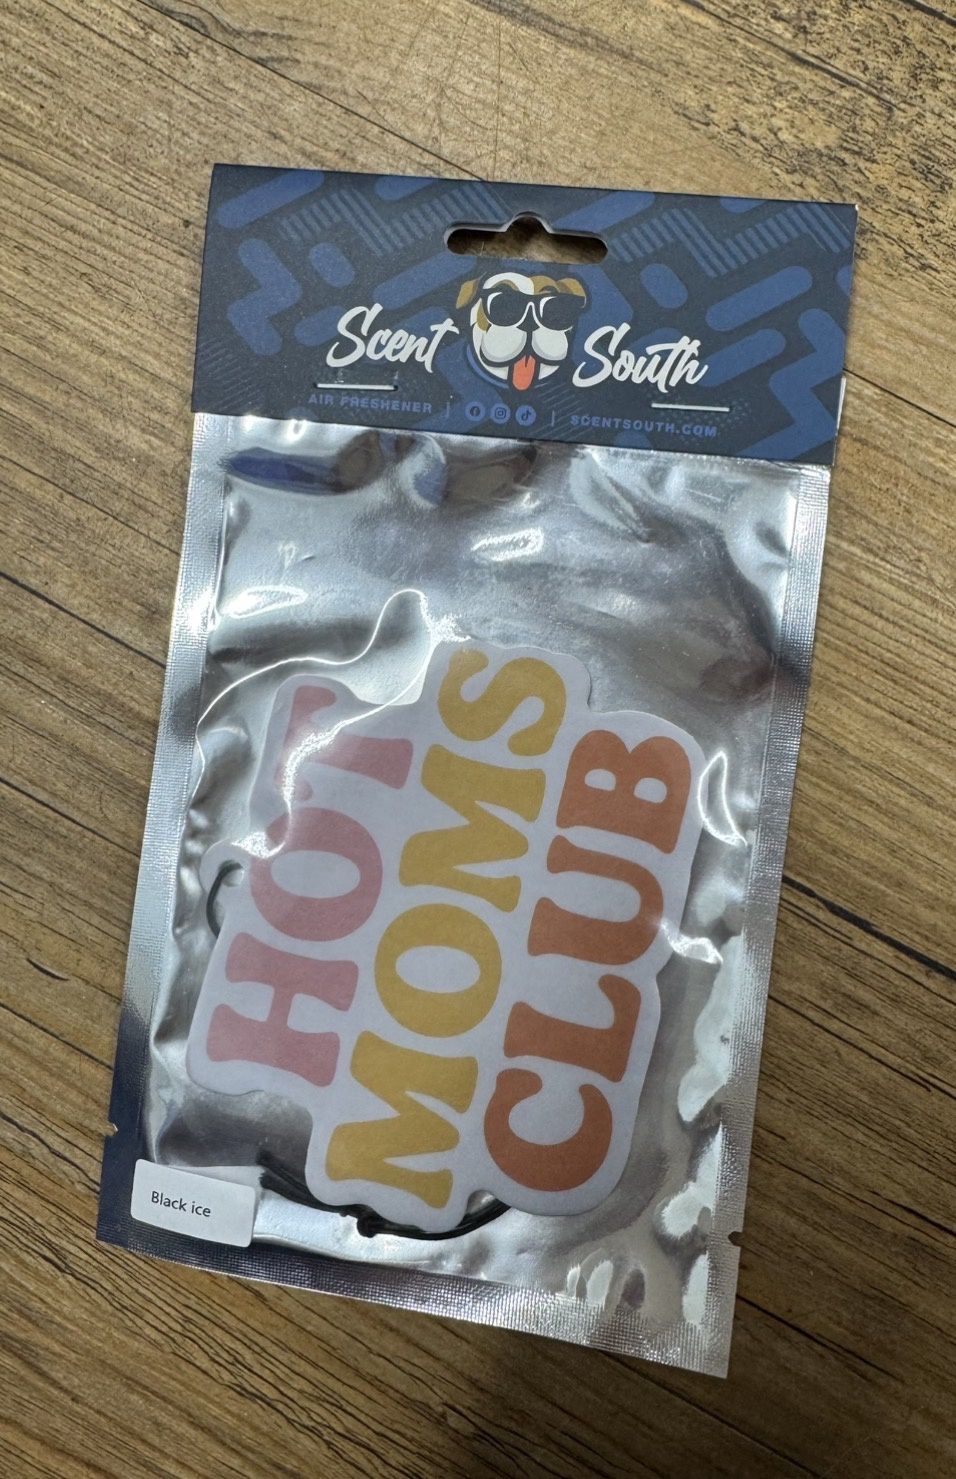 Scent South
AIR FRESHENER | | SCENTSOUTH.COM
HOT
MOMS
CLUB
Black ice